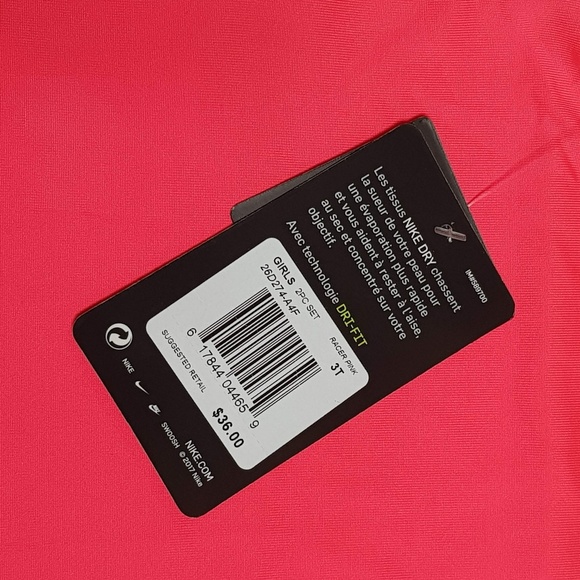 Les tissus NIKE DRY chassent
la sueur de votre peau pour
une évaporation plus rapide
et vous aident à rester à l'aise,
au sec et concentré sur votre
objectif.
Avec technologie DRI-FIT
GIRLS 2PC SET
26D274-A4F
RACER PINK
3T
6 17844 04465 9
SUGGESTED RETAIL
$36.00
NIKE
SWOOSH
NIKE.COM
© 2017 Nike